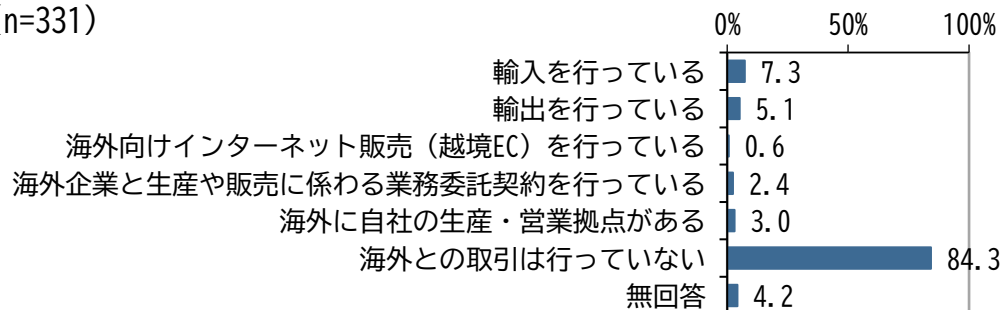 n=331)
0% 50% 100%
輸入を行っている 7.3
輸出を行っている 5.1
海外向けインターネット販売（越境EC）を行っている 0.6
海外企業と生産や販売に係わる業務委託契約を行っている 2.4
海外に自社の生産・営業拠点がある 3.0
海外との取引は行っていない 84.3
無回答 4.2